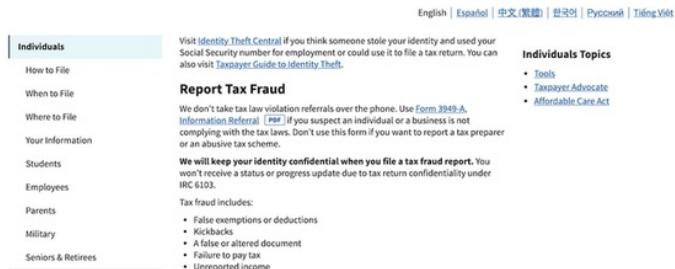 English | Español | 中文 (繁體) | 한국어 | Русский | Tiếng Việt
Individuals
How to File
When to File
Where to File
Your Information
Students
Employees
Parents
Military
Seniors & Retirees
Visit Identity Theft Central if you think someone stole your identity and used your
Social Security number for employment or could use it to file a tax return. You can
also visit Taxpayer Guide to Identity Theft.
Report Tax Fraud
We don't take tax law violation referrals over the phone. Use Form 3949-A,
Information Referral PDF if you suspect an individual or a business is not
complying with the tax laws. Don't use this form if you want to report a tax preparer
or an abusive tax scheme.
We will keep your identity confidential when you file a tax fraud report. You
won't receive a status or progress update due to tax return confidentiality under
IRC 6103.
Tax fraud includes:
• False exemptions or deductions
• Kickbacks
• A false or altered document
• Failure to pay tax
• Unreported income
Individuals Topics
• Tools
• Taxpayer Advocate
• Affordable Care Act